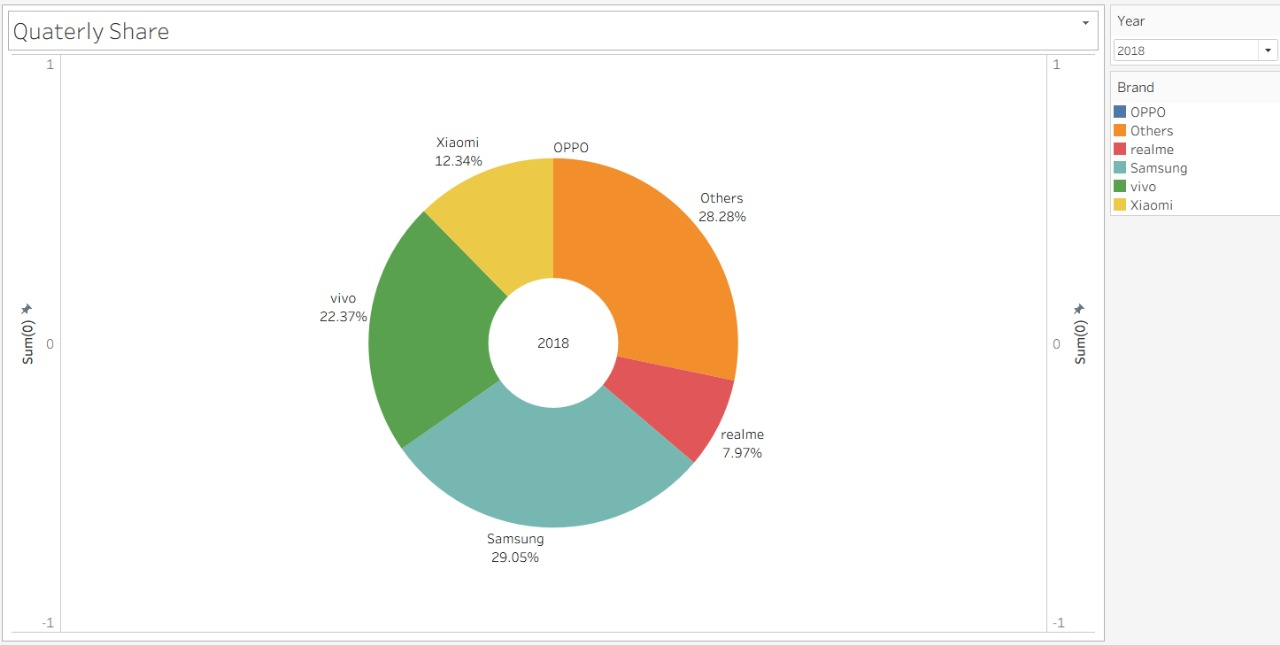 Quaterly Share
Year
2018
Brand
OPPO
Others
realme
Samsung
vivo
Xiaomi
1
0
-1
Sum(0)
Xiaomi
12.34%
OPPO
Others
28.28%
vivo
22.37%
2018
realme
7.97%
Samsung
29.05%
1
0
-1
Sum(0)